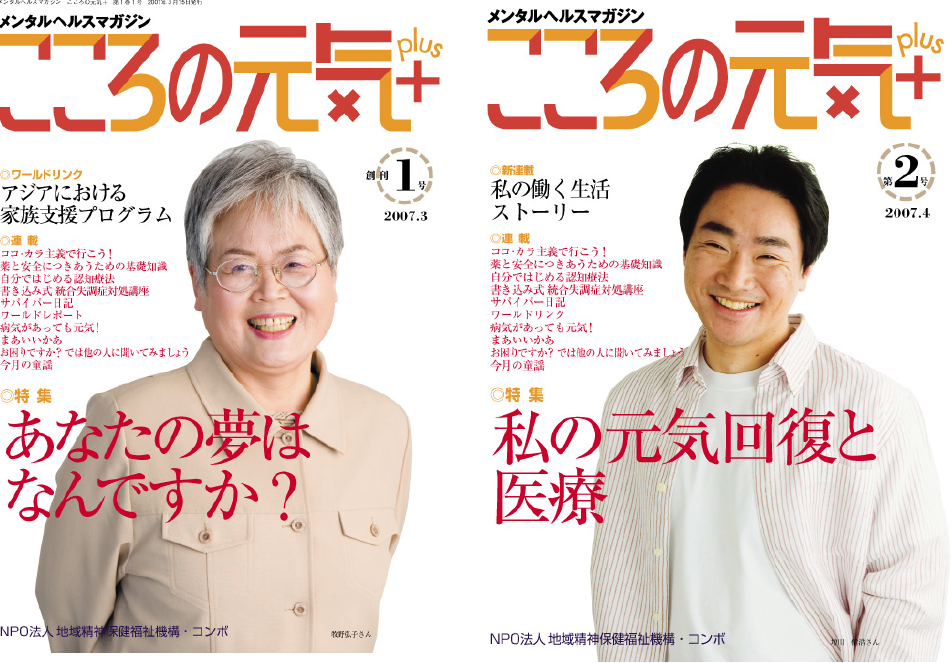 メンタルヘルスマガジン こころの元気+ 第1巻1号 2007年3月15日発行
メンタルヘルスマガジン
こころの元気+
plus
創刊1号
2007.3
◎ワールドリンク
アジアにおける
家族支援プログラム
◎連 載
ココ・カラ主義で行こう!
薬と安全につきあうための基礎知識
自分ではじめる認知療法
書き込み式 統合失調症対処講座
サバイバー日記
ワールドレポート
病気があっても元気!
まあいいかあ
お困りですか? では他の人に聞いてみましょう
今月の童謡
◎特 集
あなたの夢は
なんですか?
NPO法人 地域精神保健福祉機構・コンボ
牧野弘子さん
メンタルヘルスマガジン
こころの元気+
plus
第2号
2007.4
◎新連載
私の働く生活
ストーリー
◎連 載
ココ・カラ主義で行こう!
薬と安全につきあうための基礎知識
自分ではじめる認知療法
書き込み式 統合失調症対処講座
サバイバー日記
ワールドリンク
病気があっても元気!
まあいいかあ
お困りですか? では他の人に聞いてみましょう
今月の童謡
◎特 集
私の元気回復と
医療
NPO法人 地域精神保健福祉機構・コンボ